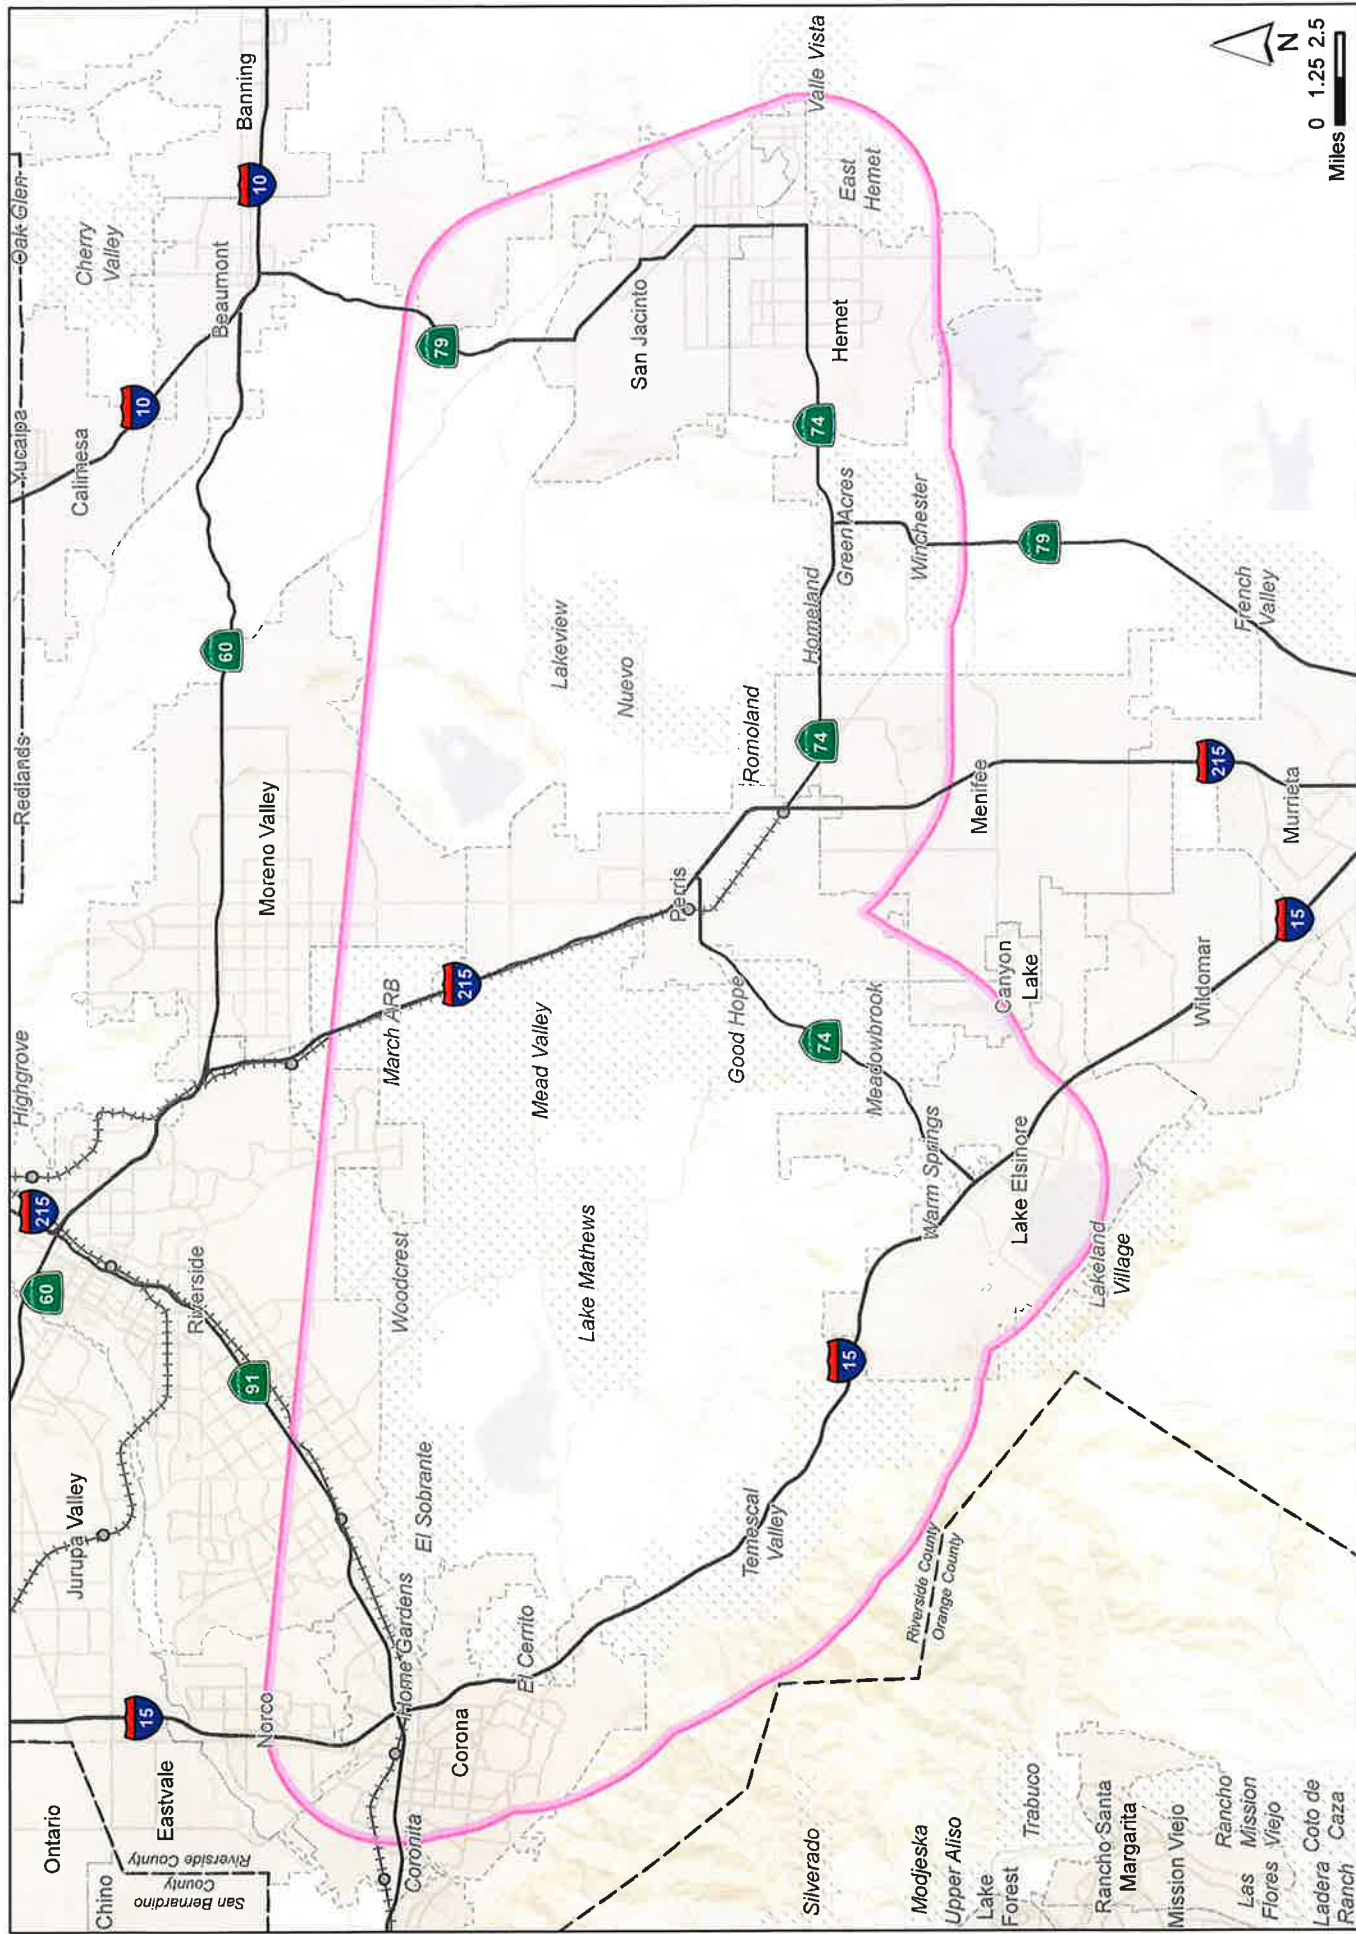 Ontario
Chino
San Bernardino
County
Riverside County
Eastvale
15
Norco
Jurupa Valley
60
215
Highgrove
Riverside
91
Redlands
Yucaipa
Oak Glen
Calimesa
10
Cherry
Valley
Beaumont
10
Banning
60
Moreno Valley
79
Coronita
Corona
Home Gardens
El Cerrito
El Sobrante
Woodcrest
March ARB
215
Mead Valley
Lake Mathews
Lakeview
Nuevo
San Jacinto
Perris
Good Hope
Romoland
74
Homeland
Green Acres
Winchester
74
Hemet
East
Hemet
Valle Vista
Temescal
Valley
15
74
Meadowbrook
Warm Springs
Lake Elsinore
Lakeland
Village
Canyon
Lake
Menifee
79
French
Valley
215
Murrieta
15
Wildomar
Riverside County
Orange County
Silverado
Modjeska
Upper Aliso
Lake
Forest
Trabuco
Rancho Santa
Margarita
Mission Viejo
Rancho
Mission
Viejo
Las
Flores
Coto de
Caza
Ladera
Ranch
N
0 1.25 2.5
Miles